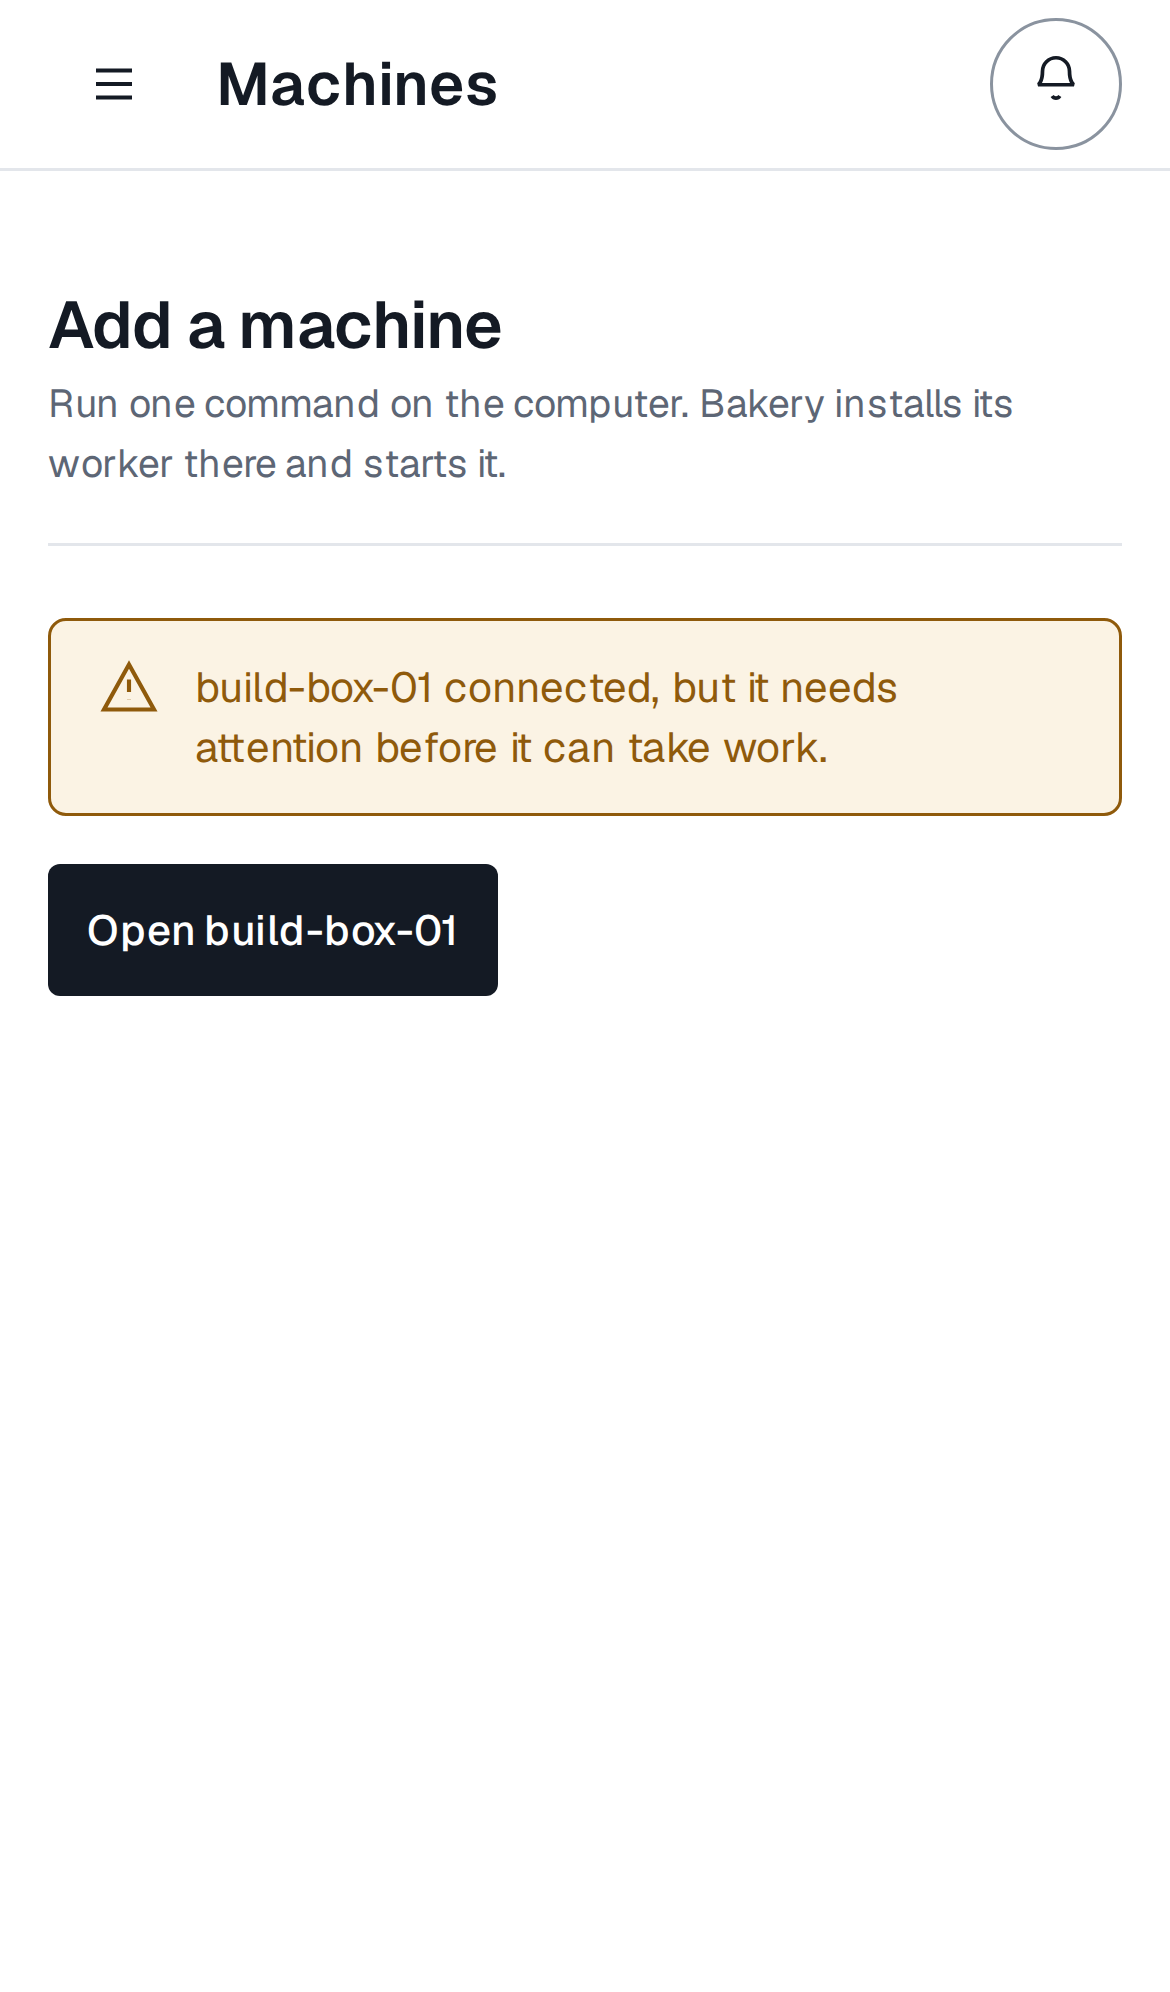 Machines
Add a machine
Run one command on the computer. Bakery installs its
worker there and starts it.
build-box-01 connected, but it needs
attention before it can take work.
Open build-box-01